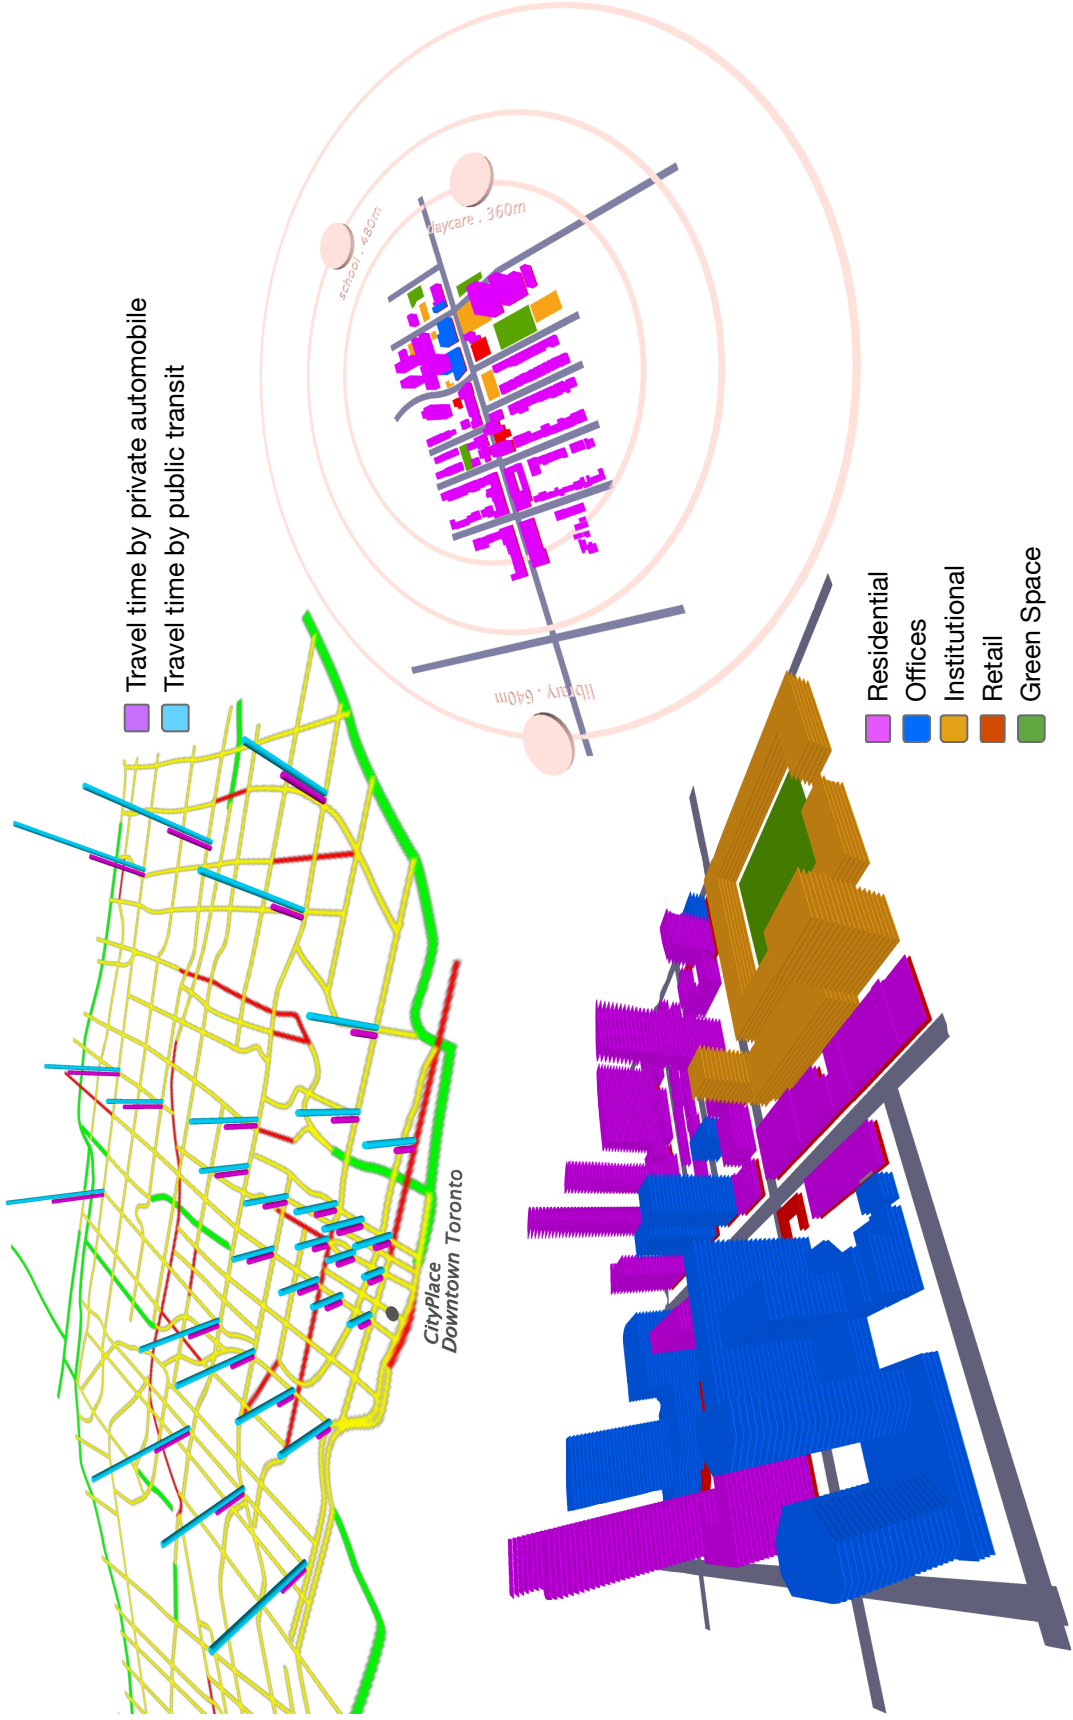 Travel time by private automobile
Travel time by public transit
CityPlace
Downtown Toronto
school . 480m
daycare . 360m
library . 640m
Residential
Offices
Institutional
Retail
Green Space